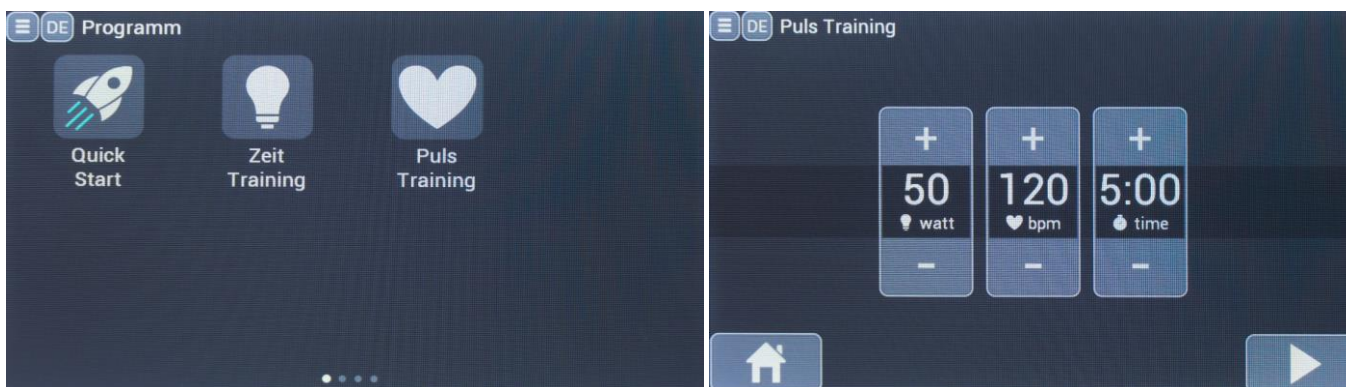 DE Programm
Quick
Start
Zeit
Training
Puls
Training
DE Puls Training
50
watt
120
bpm
5:00
time